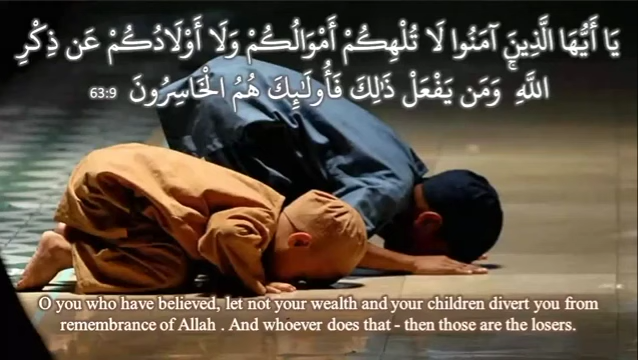 يَا أَيُّهَا الَّذِينَ آمَنُوا لَا تُلْهِكُمْ أَمْوَالُكُمْ وَلَا أَوْلَادُكُمْ عَن ذِكْرِ
اللَّهِ ۚ وَمَن يَفْعَلْ ذَٰلِكَ فَأُولَٰئِكَ هُمُ الْخَاسِرُونَ 63:9
O you who have believed, let not your wealth and your children divert you from
remembrance of Allah . And whoever does that - then those are the losers.